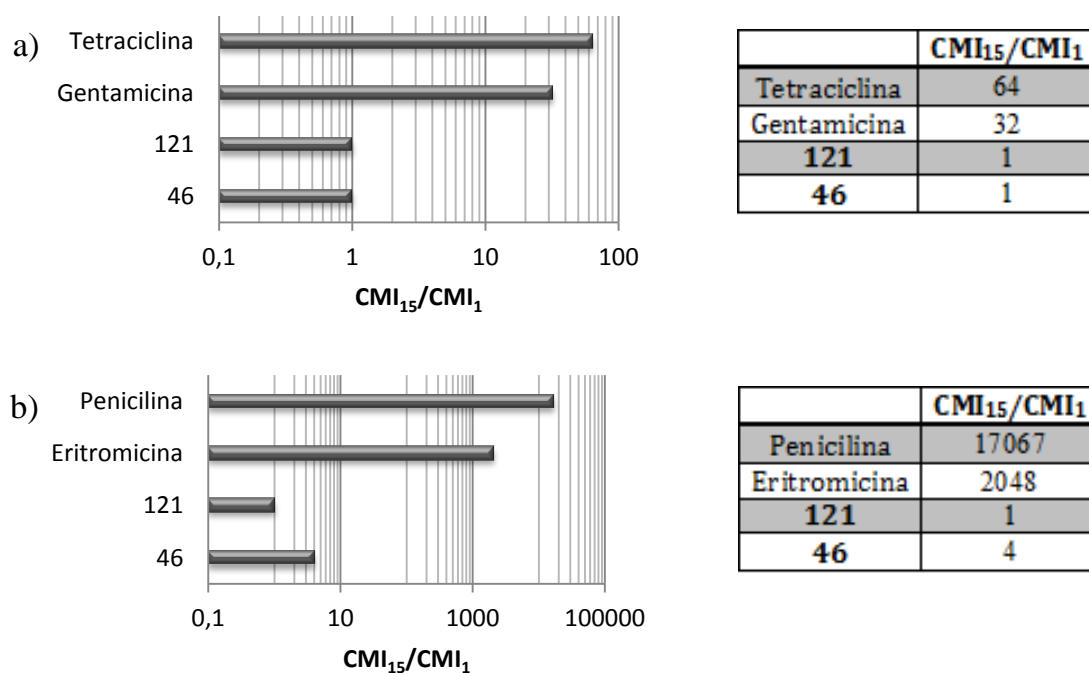 a)
Tetraciclina
Gentamicina
121
46
0,1 1 10 100
CMI₁₅/CMI₁
CMI₁₅/CMI₁
Tetraciclina 64
Gentamicina 32
121 1
46 1
b)
Penicilina
Eritromicina
121
46
0,1 10 1000 100000
CMI₁₅/CMI₁
CMI₁₅/CMI₁
Penicilina 17067
Eritromicina 2048
121 1
46 4